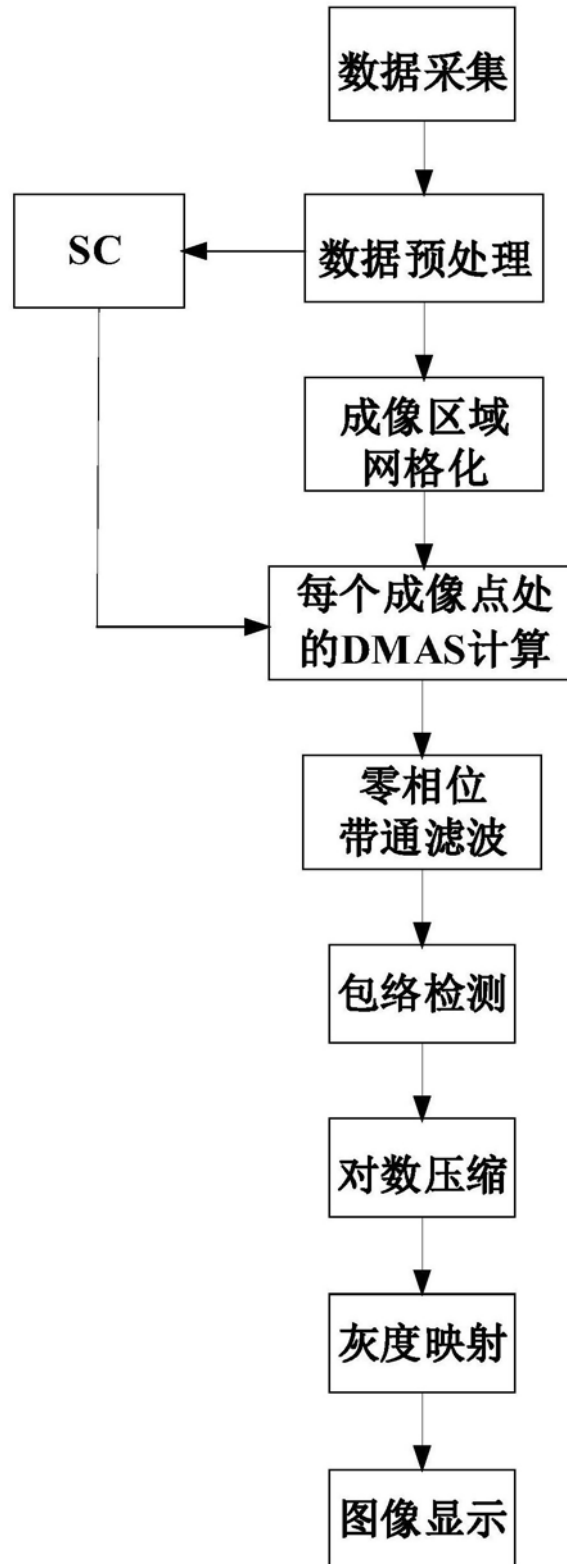 数据采集
SC
数据预处理
成像区域
网格化
每个成像点处
的DMAS计算
零相位
带通滤波
包络检测
对数压缩
灰度映射
图像显示